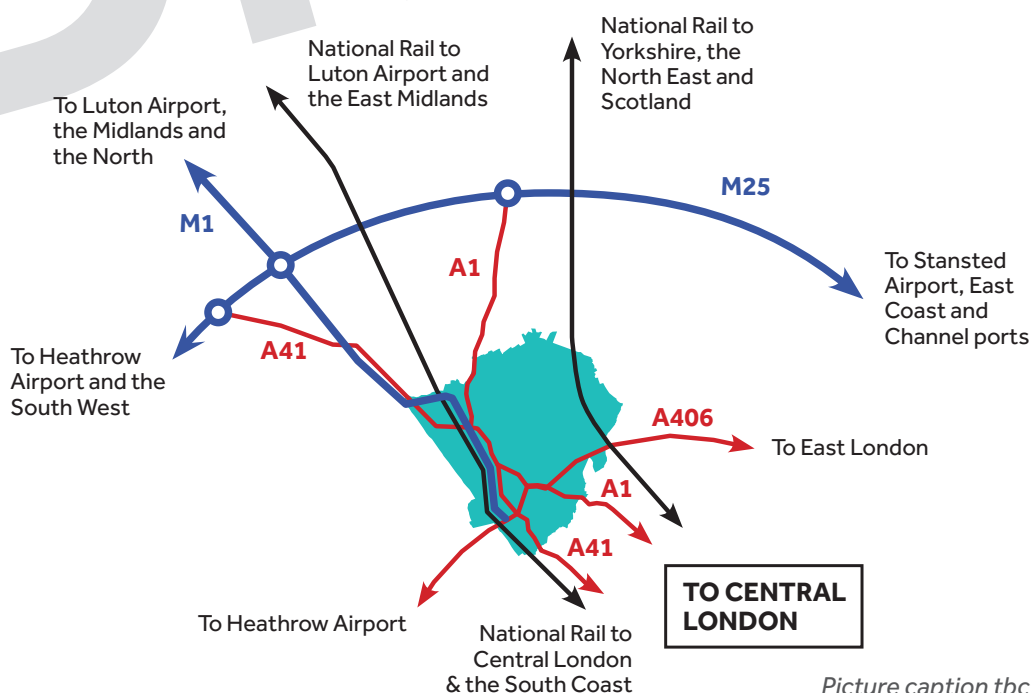 National Rail to
Luton Airport and
the East Midlands
National Rail to
Yorkshire, the
North East and
Scotland
To Luton Airport,
the Midlands and
the North
M1
M25
A1
To Stansted
Airport, East
Coast and
Channel ports
A41
To Heathrow
Airport and the
South West
A406
To East London
A1
A41
TO CENTRAL
LONDON
To Heathrow Airport
National Rail to
Central London
& the South Coast
Picture caption tbc